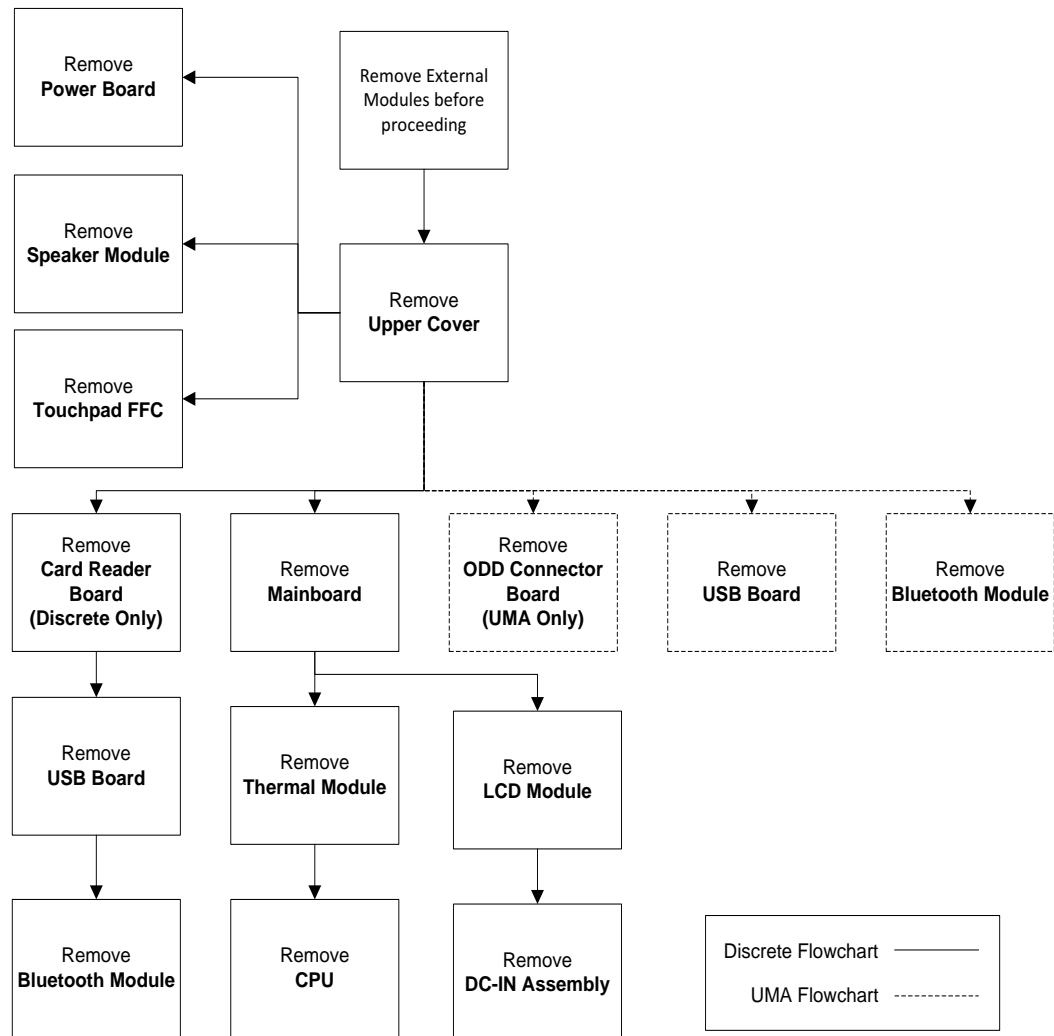 Remove
Power Board
Remove External
Modules before
proceeding
Remove
Speaker Module
Remove
Upper Cover
Remove
Touchpad FFC
Remove
Card Reader
Board
(Discrete Only)
Remove
Mainboard
Remove
ODD Connector
Board
(UMA Only)
Remove
USB Board
Remove
Bluetooth Module
Remove
USB Board
Remove
Thermal Module
Remove
LCD Module
Remove
Bluetooth Module
Remove
CPU
Remove
DC-IN Assembly
Discrete Flowchart
UMA Flowchart